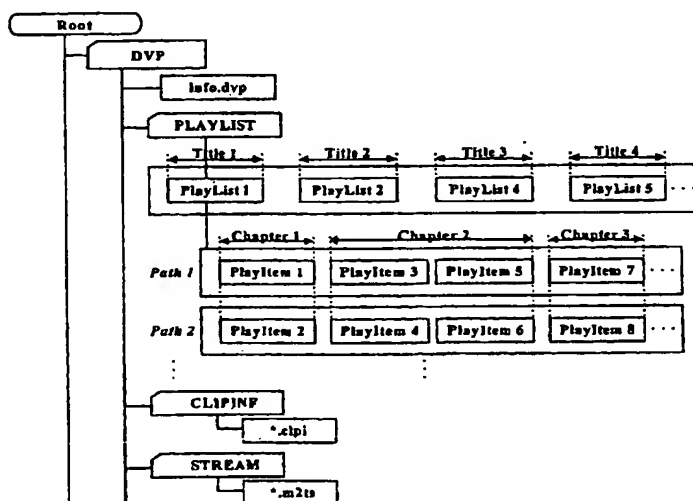 Root
DVP
Info.dvp
PLAYLIST
Title 1 Title 2 Title 3 Title 4
PlayList 1 PlayList 2 PlayList 4 PlayList 5 . . .
Chapter 1 Chapter 2 Chapter 3
Path 1 PlayItem 1 PlayItem 3 PlayItem 5 PlayItem 7 . . .
Path 2 PlayItem 2 PlayItem 4 PlayItem 6 PlayItem 8 . . .
CLIPINF
*.clpi
STREAM
*.m2ts